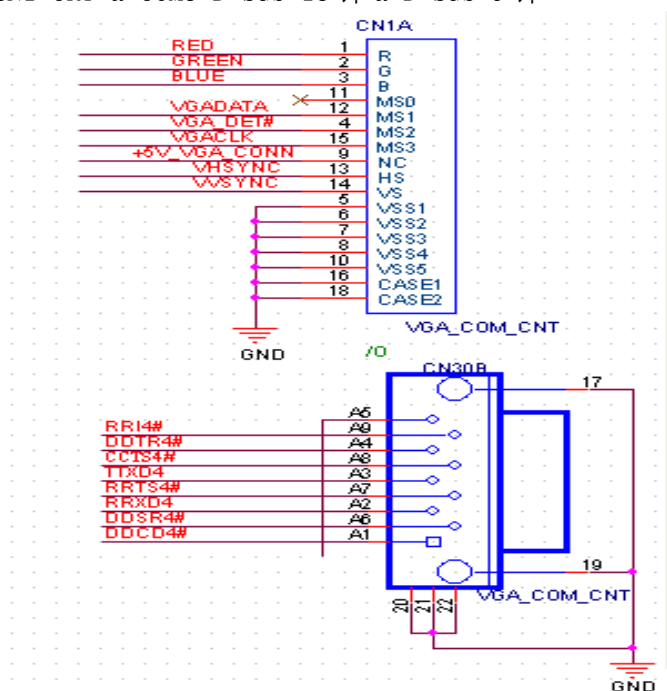 CN1A
RED 1 R
GREEN 2 G
BLUE 3 B
11 MS0
VGADATA 12 MS1
VGA_DET# 4 MS2
VGACLK 15 MS3
+5V_VGA_CONN 9 NC
VHSYNC 13 HS
VVSYNC 14 VS
5 VSS1
6 VSS2
7 VSS3
8 VSS4
10 VSS5
16 CASE1
18 CASE2
VGA_COM_CNT
GND
/O
CN30B
17
A5
RRI4# A9
DDTR4# A4
CCTS4# A8
TTXD4 A3
RRTS4# A7
RRXD4 A2
DDSR4# A6
DDCD4# A1
19
VGA_COM_CNT
20 21 22
GND